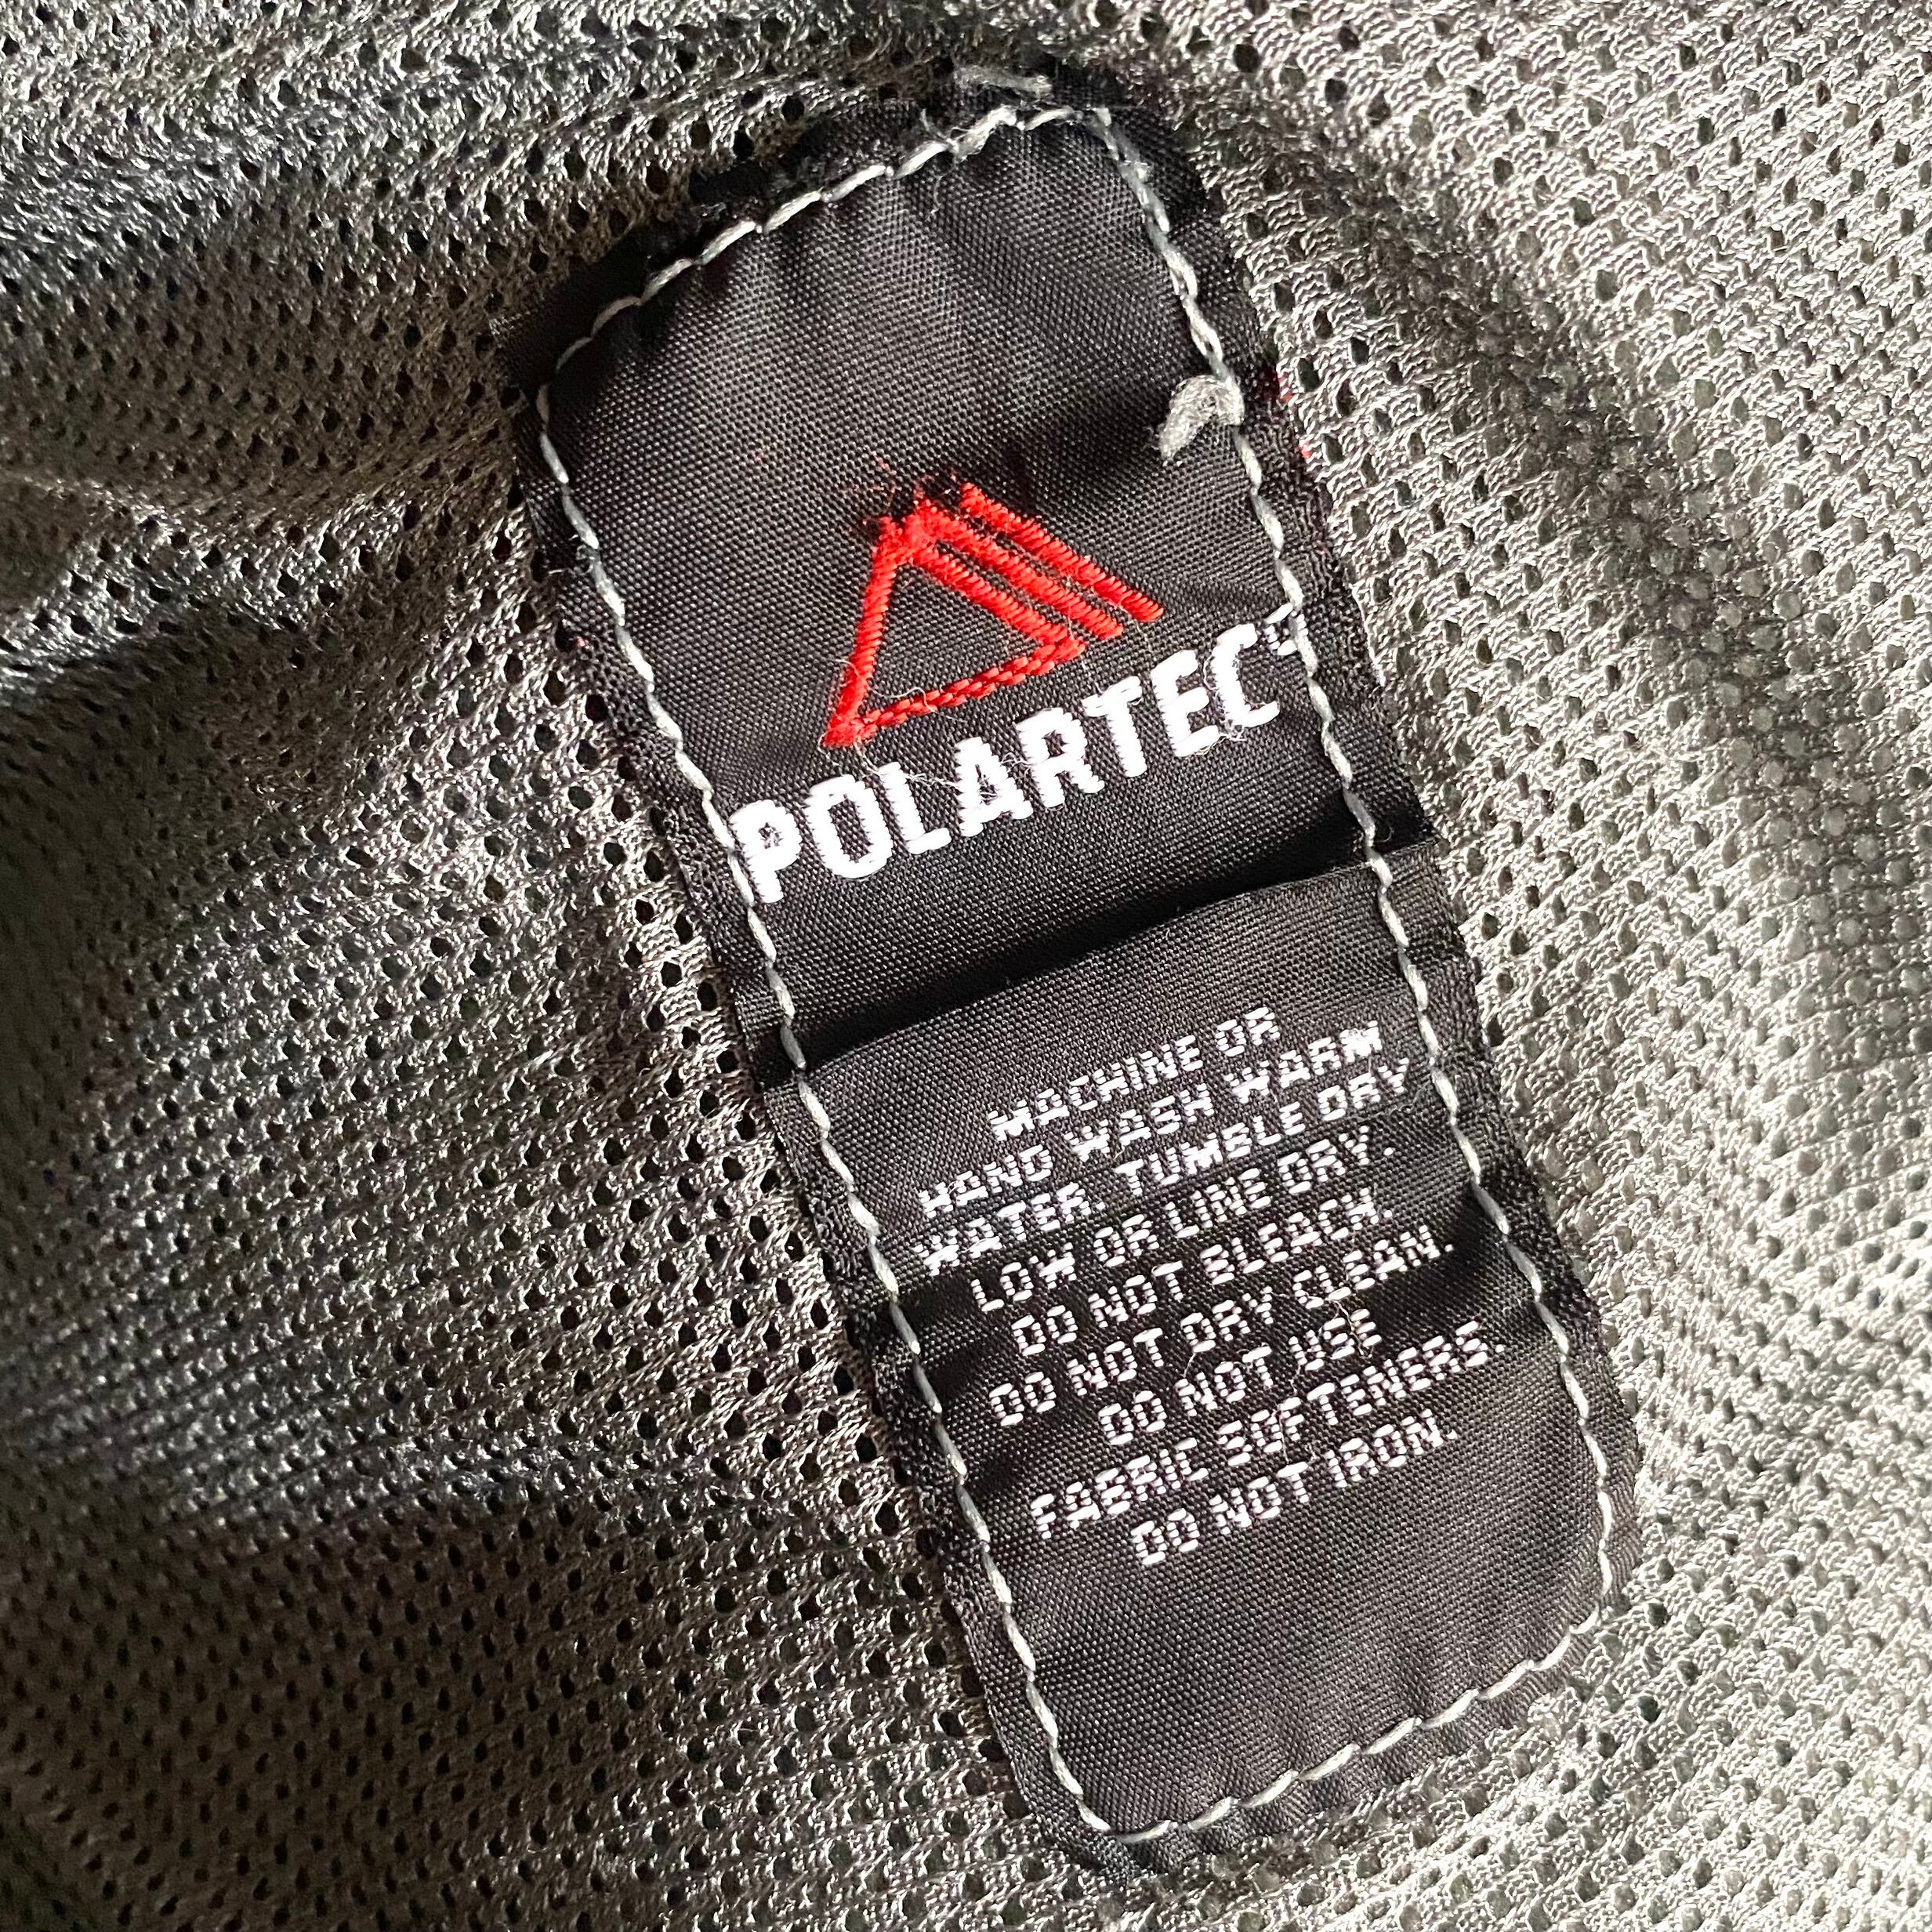 POLARTEC
MACHINE OR
HAND WASH WARM
WATER. TUMBLE DRY
LOW OR LINE DRY.
DO NOT BLEACH.
DO NOT DRY CLEAN.
DO NOT USE
FABRIC SOFTENERS.
DO NOT IRON.